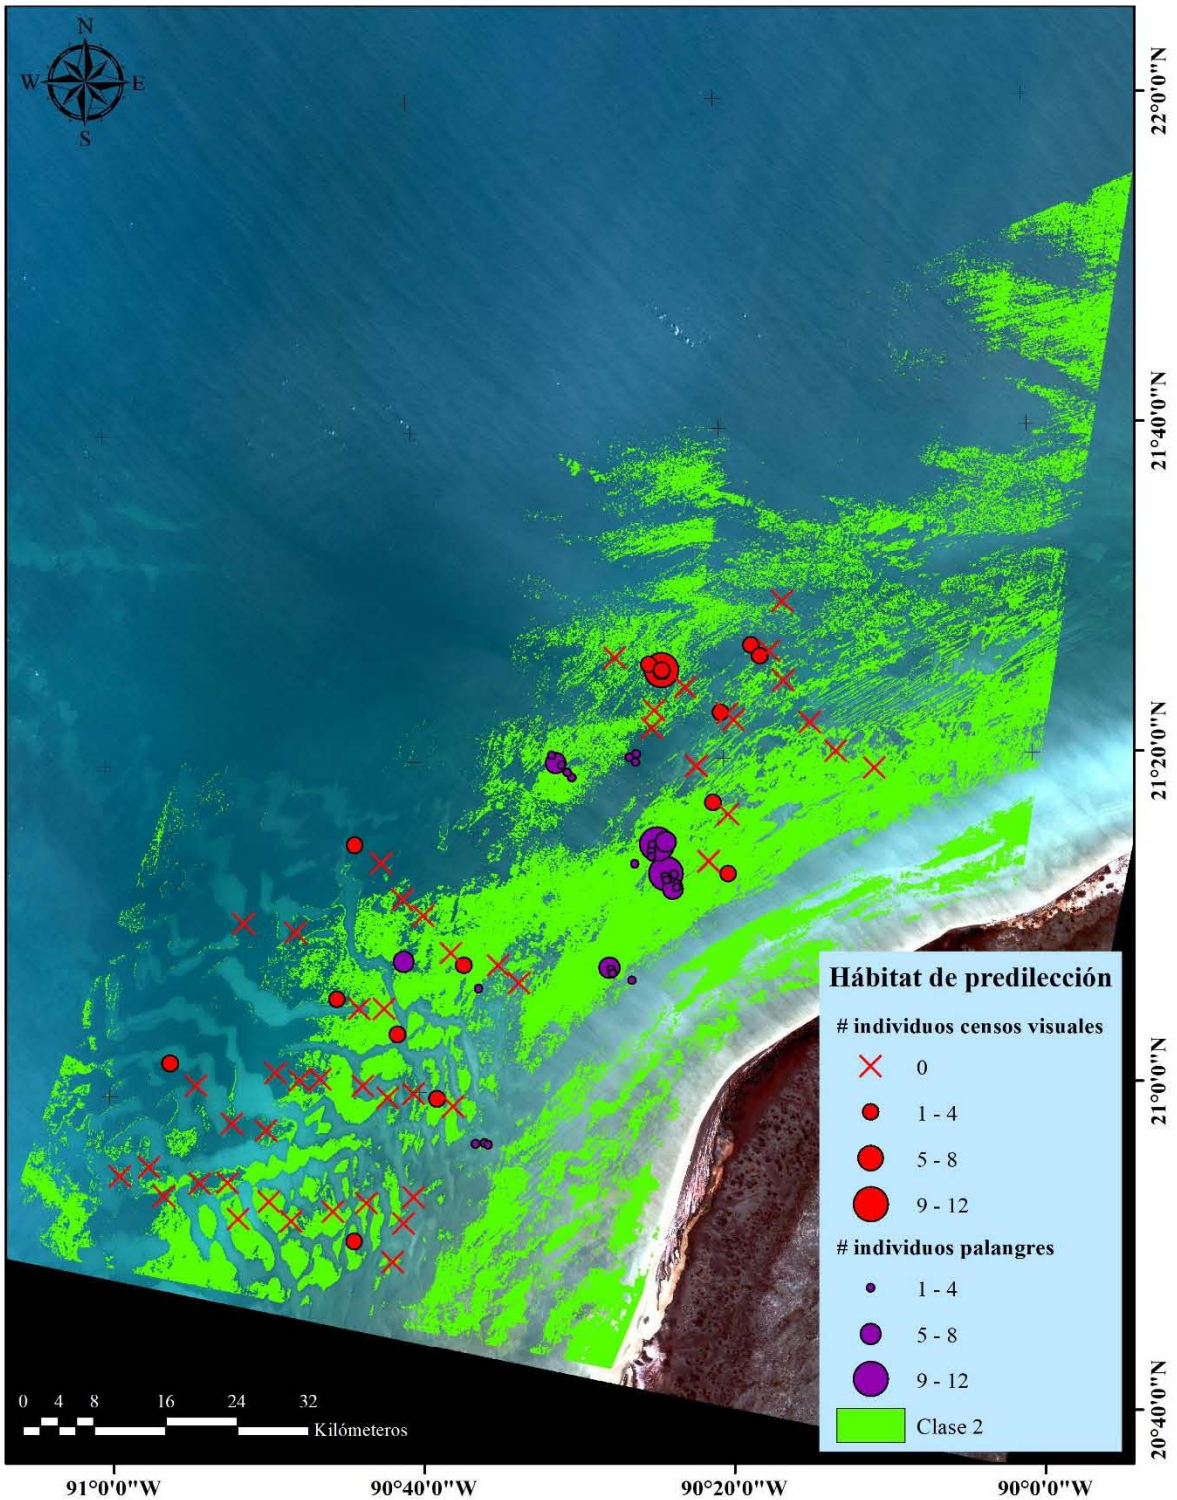 N
W E
S
22°0'0"N
21°40'0"N
21°20'0"N
21°0'0"N
20°40'0"N
Hábitat de predilección
# individuos censos visuales
0
1 - 4
5 - 8
9 - 12
# individuos palangres
1 - 4
5 - 8
9 - 12
Clase 2
0 4 8 16 24 32
Kilómeteros
91°0'0"W 90°40'0"W 90°20'0"W 90°0'0"W